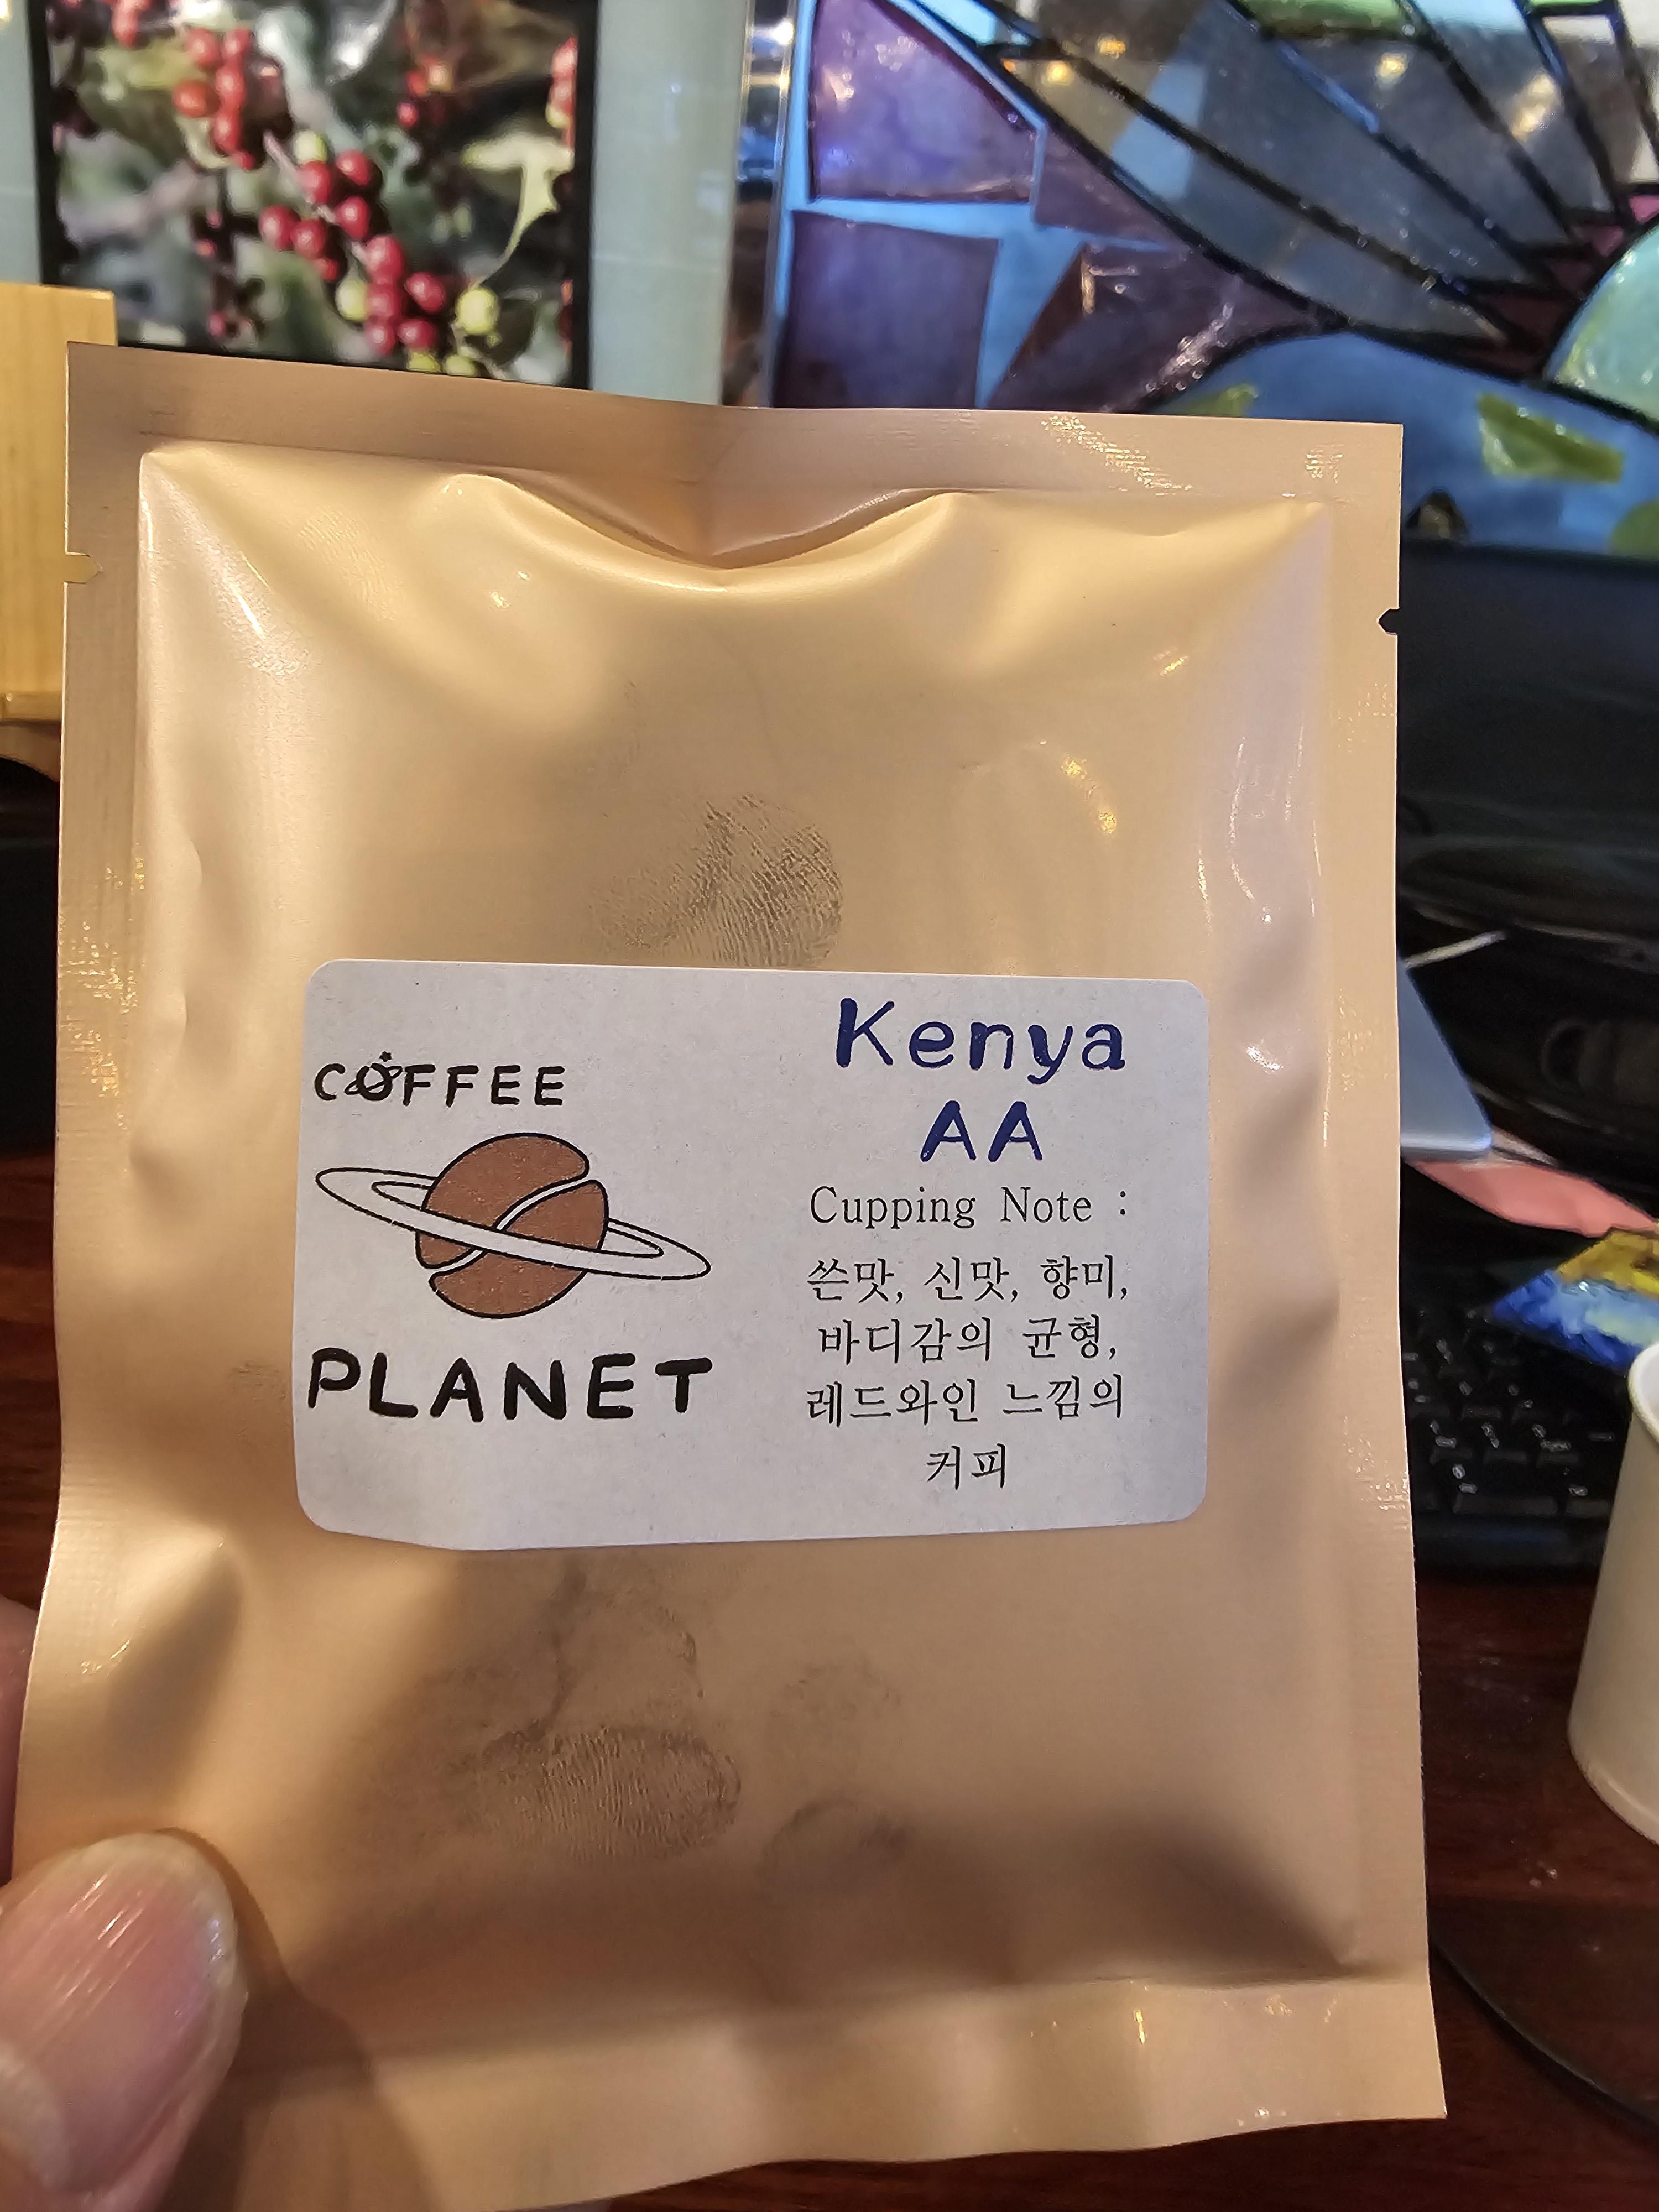 COFFEE
PLANET
Kenya
AA
Cupping Note :
쓴맛, 신맛, 향미,
바디감의 균형,
레드와인 느낌의
커피